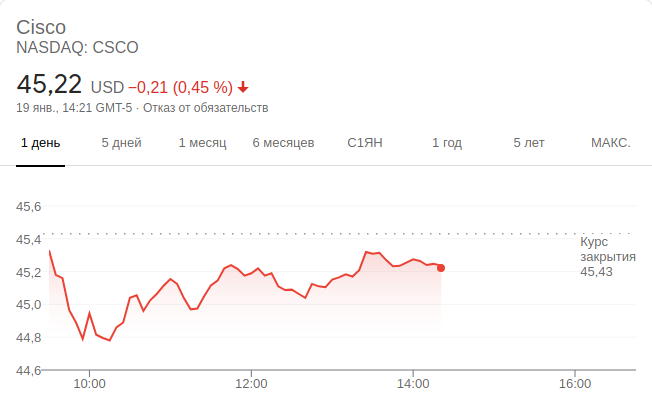 Cisco
NASDAQ: CSCO
45,22 USD −0,21 (0,45 %)
19 янв., 14:21 GMT-5 · Отказ от обязательств
1 день 5 дней 1 месяц 6 месяцев С1ЯН 1 год 5 лет МАКС.
45,6
45,4
45,2
45,0
44,8
44,6
Курс
закрытия
45,43
10:00 12:00 14:00 16:00